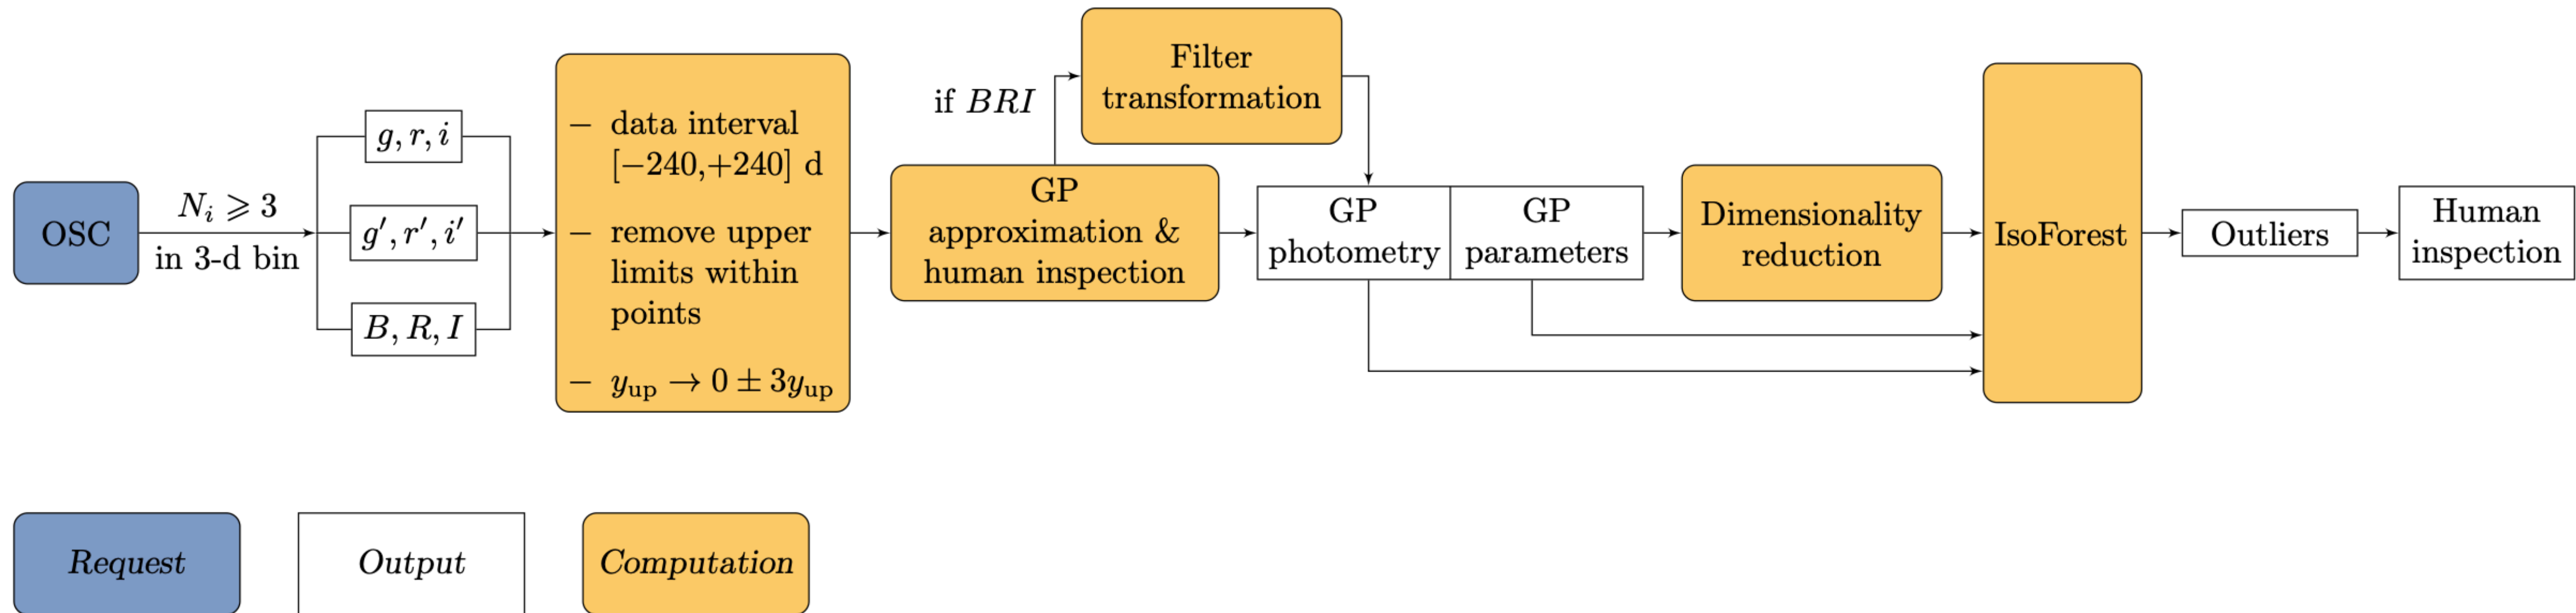 OSC
Nᵢ ⩾ 3
in 3-d bin
g, r, i
g′, r′, i′
B, R, I
– data interval
[−240,+240] d
– remove upper
limits within
points
– y_up → 0 ± 3y_up
if BRI
Filter
transformation
GP
approximation &
human inspection
GP
photometry
GP
parameters
Dimensionality
reduction
IsoForest
Outliers
Human
inspection
Request
Output
Computation